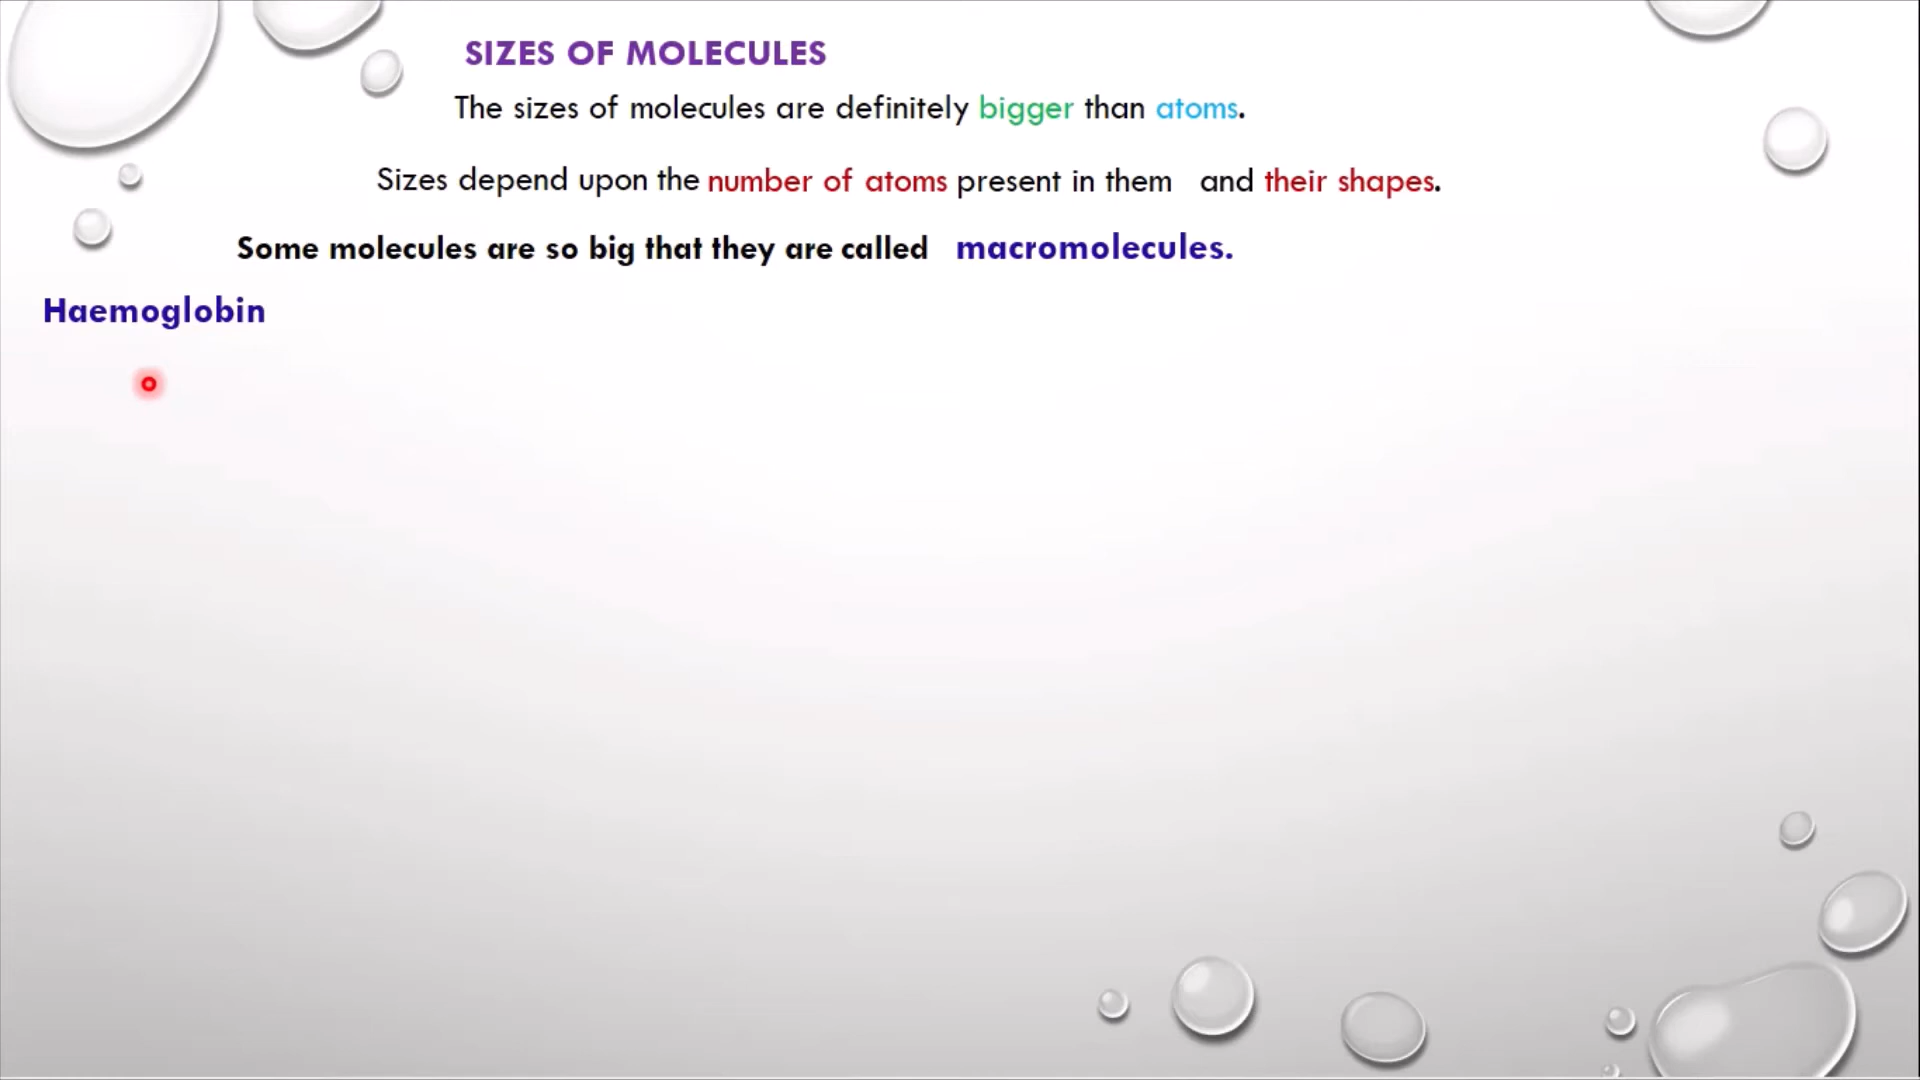 SIZES OF MOLECULES
The sizes of molecules are definitely bigger than atoms.
Sizes depend upon the number of atoms present in them and their shapes.
Some molecules are so big that they are called macromolecules.
Haemoglobin